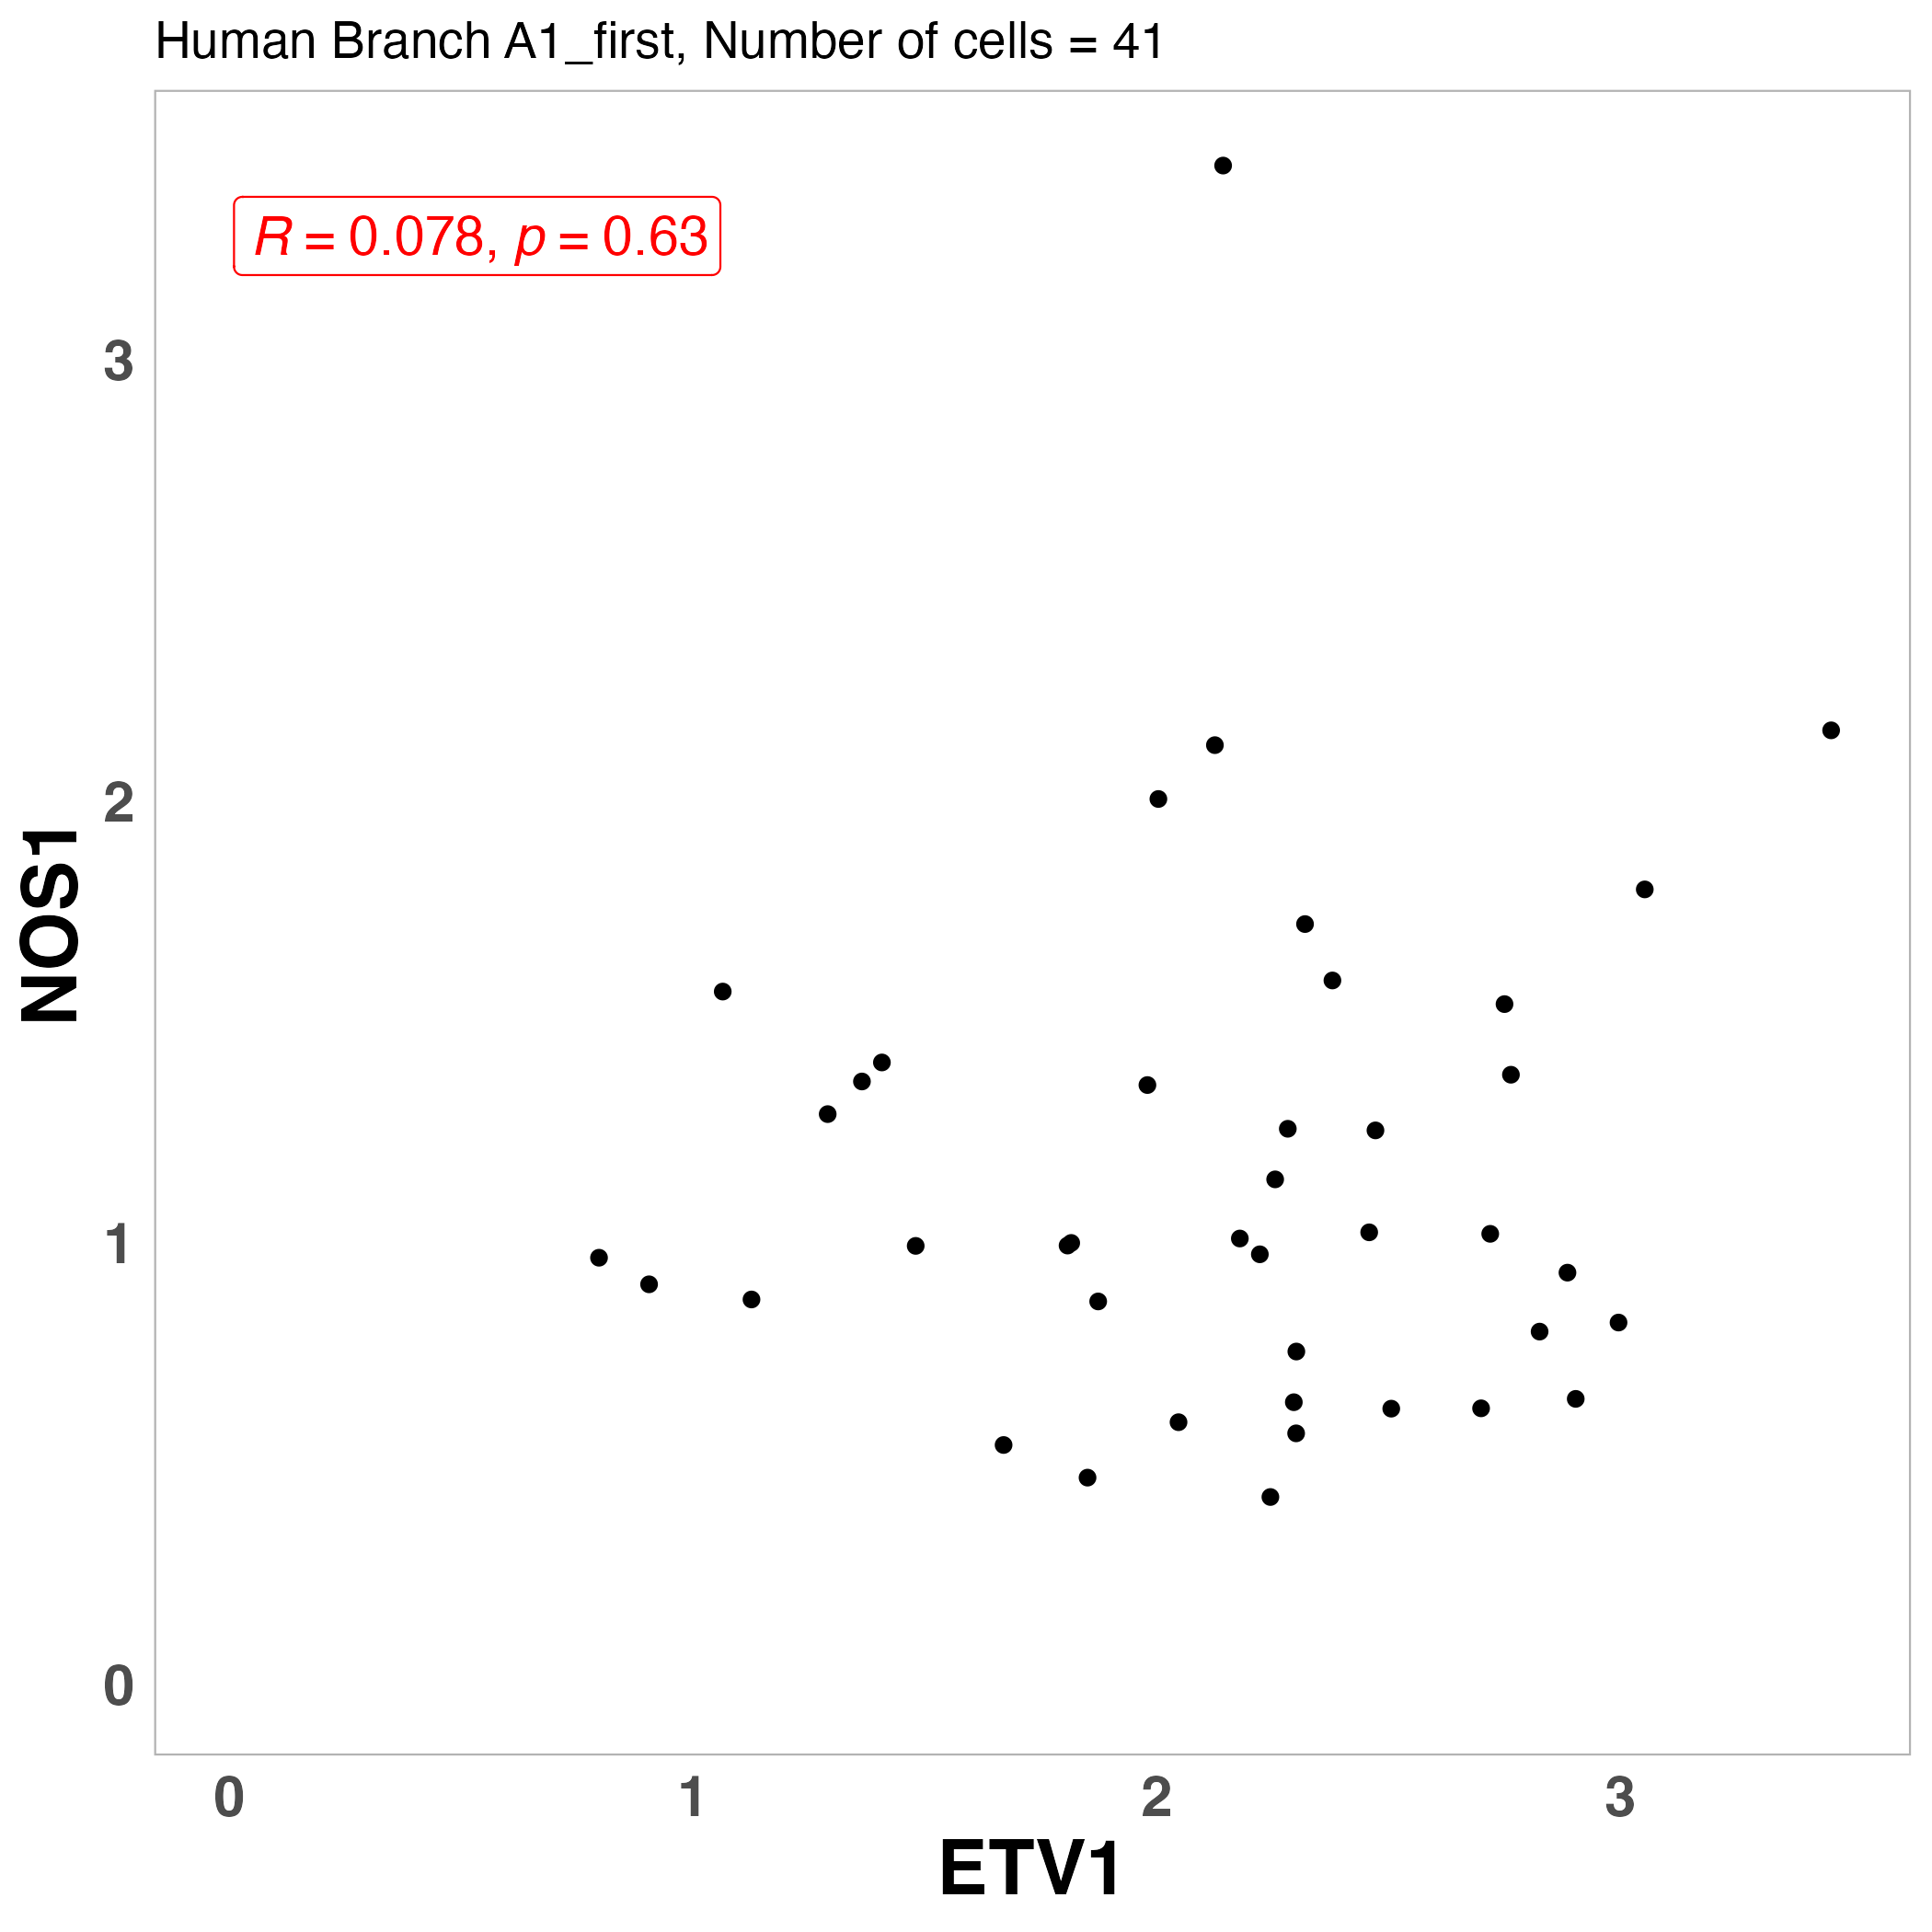 Human Branch A1_first, Number of cells = 41
R = 0.078, p = 0.63
3
2
1
0
NOS1
0 1 2 3
ETV1